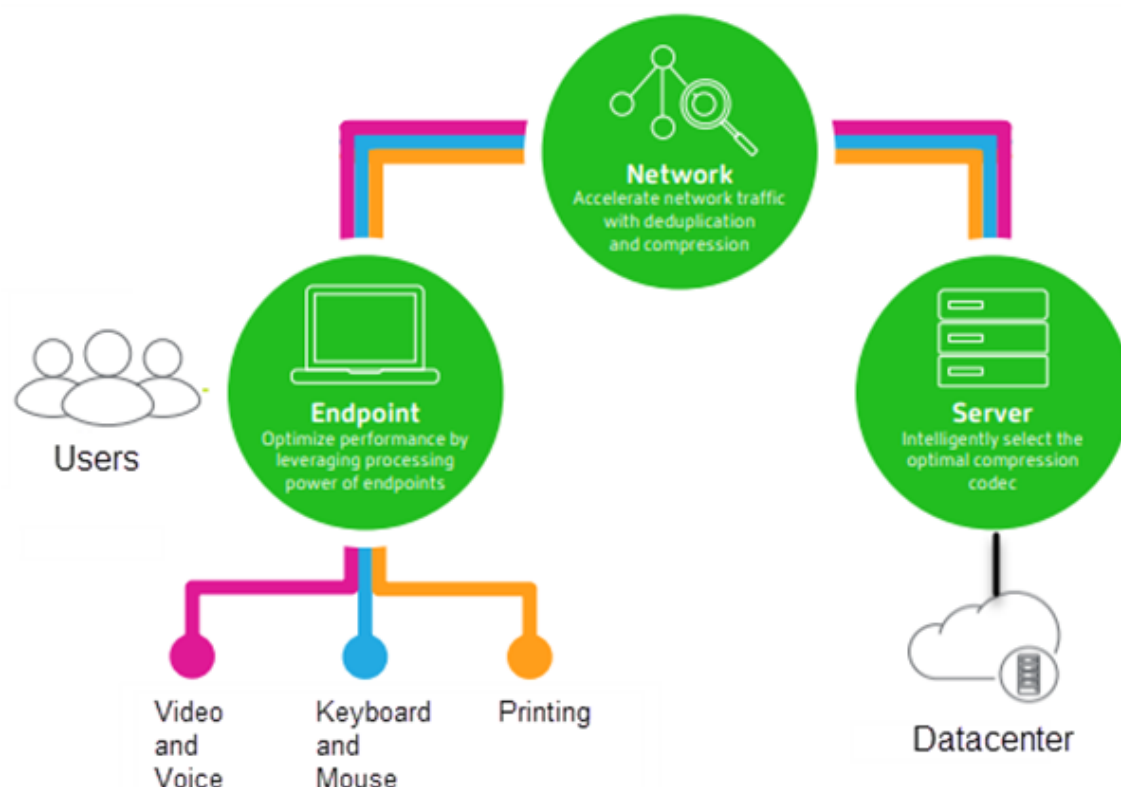 Network
Accelerate network traffic
with deduplication
and compression
Users
Endpoint
Optimize performance by
leveraging processing
power of endpoints
Server
Intelligently select the
optimal compression
codec
Video
and
Voice
Keyboard
and
Mouse
Printing
Datacenter